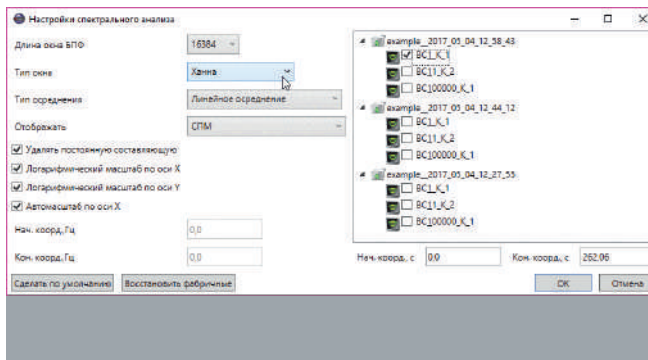 Настройки спектрального анализа
Длина окна БПФ 16384
Тип окна Ханна
Тип осреднения Линейное осреднение
Отображать СПМ
Удалять постоянную составляющую
Логарифмический масштаб по оси X
Логарифмический масштаб по оси Y
Автомасштаб по оси X
Нач. коорд., Гц 0,0
Кон. коорд., Гц 0,0
Сделать по умолчанию Восстановить фабричные
example_2017_05_04_12_58_43
BC1_K_1
BC11_K_2
BC100000_K_1
example_2017_05_04_12_44_12
BC1_K_1
BC11_K_2
BC100000_K_1
example_2017_05_04_12_27_55
BC1_K_1
BC11_K_2
BC100000_K_1
Нач. коорд., с 0,0 Кон. коорд., с 262,06
OK Отмена